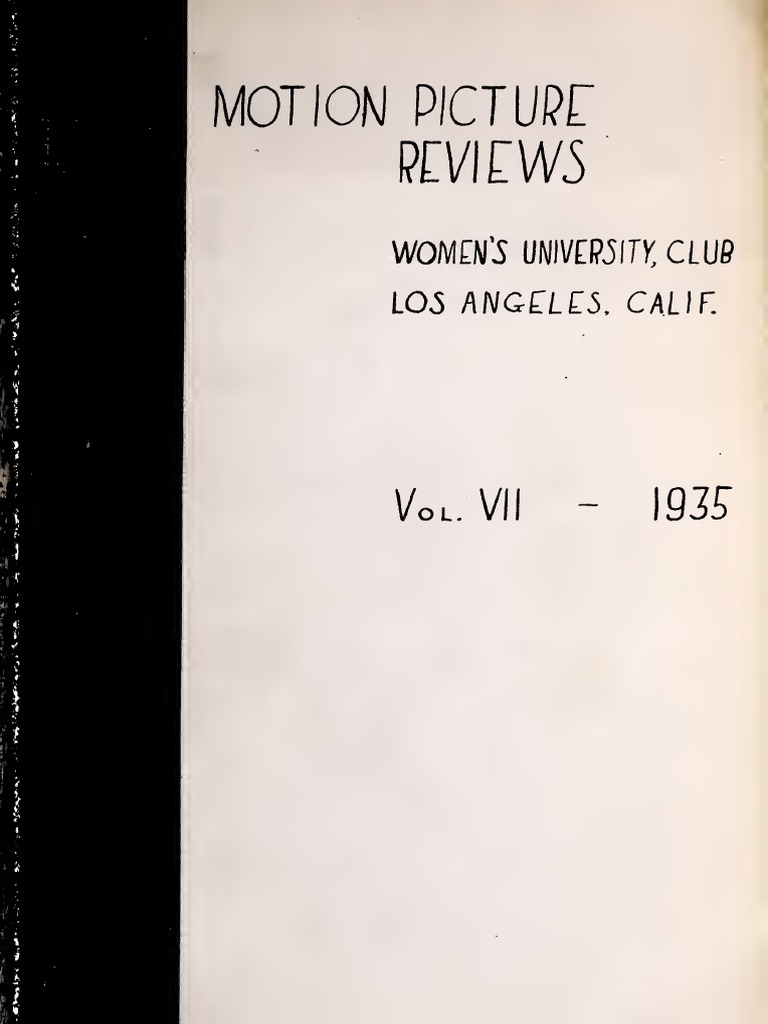 MOTION PICTURE
REVIEWS
WOMEN'S UNIVERSITY, CLUB
LOS ANGELES. CALIF.
VOL. VII – 1935